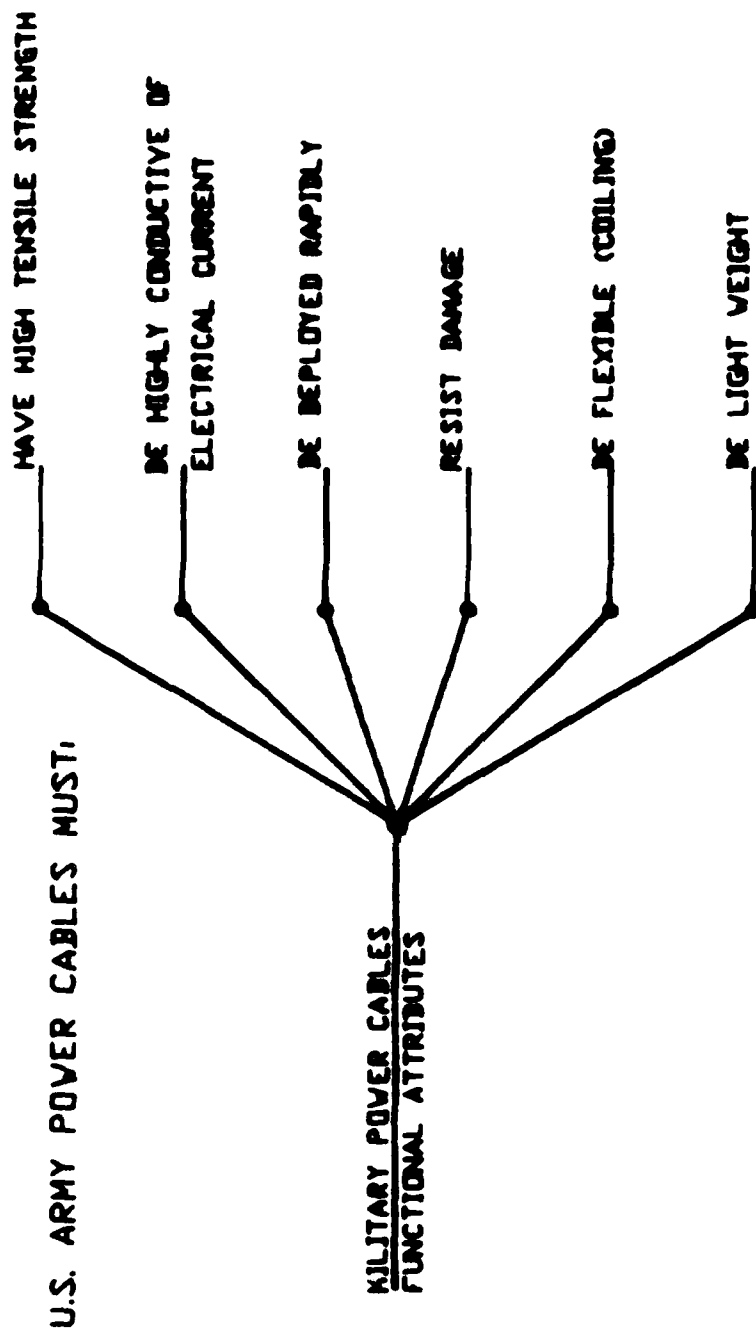 U.S. ARMY POWER CABLES MUST:
MILITARY POWER CABLES
FUNCTIONAL ATTRIBUTES
HAVE HIGH TENSILE STRENGTH
BE HIGHLY CONDUCTIVE OF
ELECTRICAL CURRENT
BE DEPLOYED RAPIDLY
RESIST DAMAGE
BE FLEXIBLE (COILING)
BE LIGHT WEIGHT